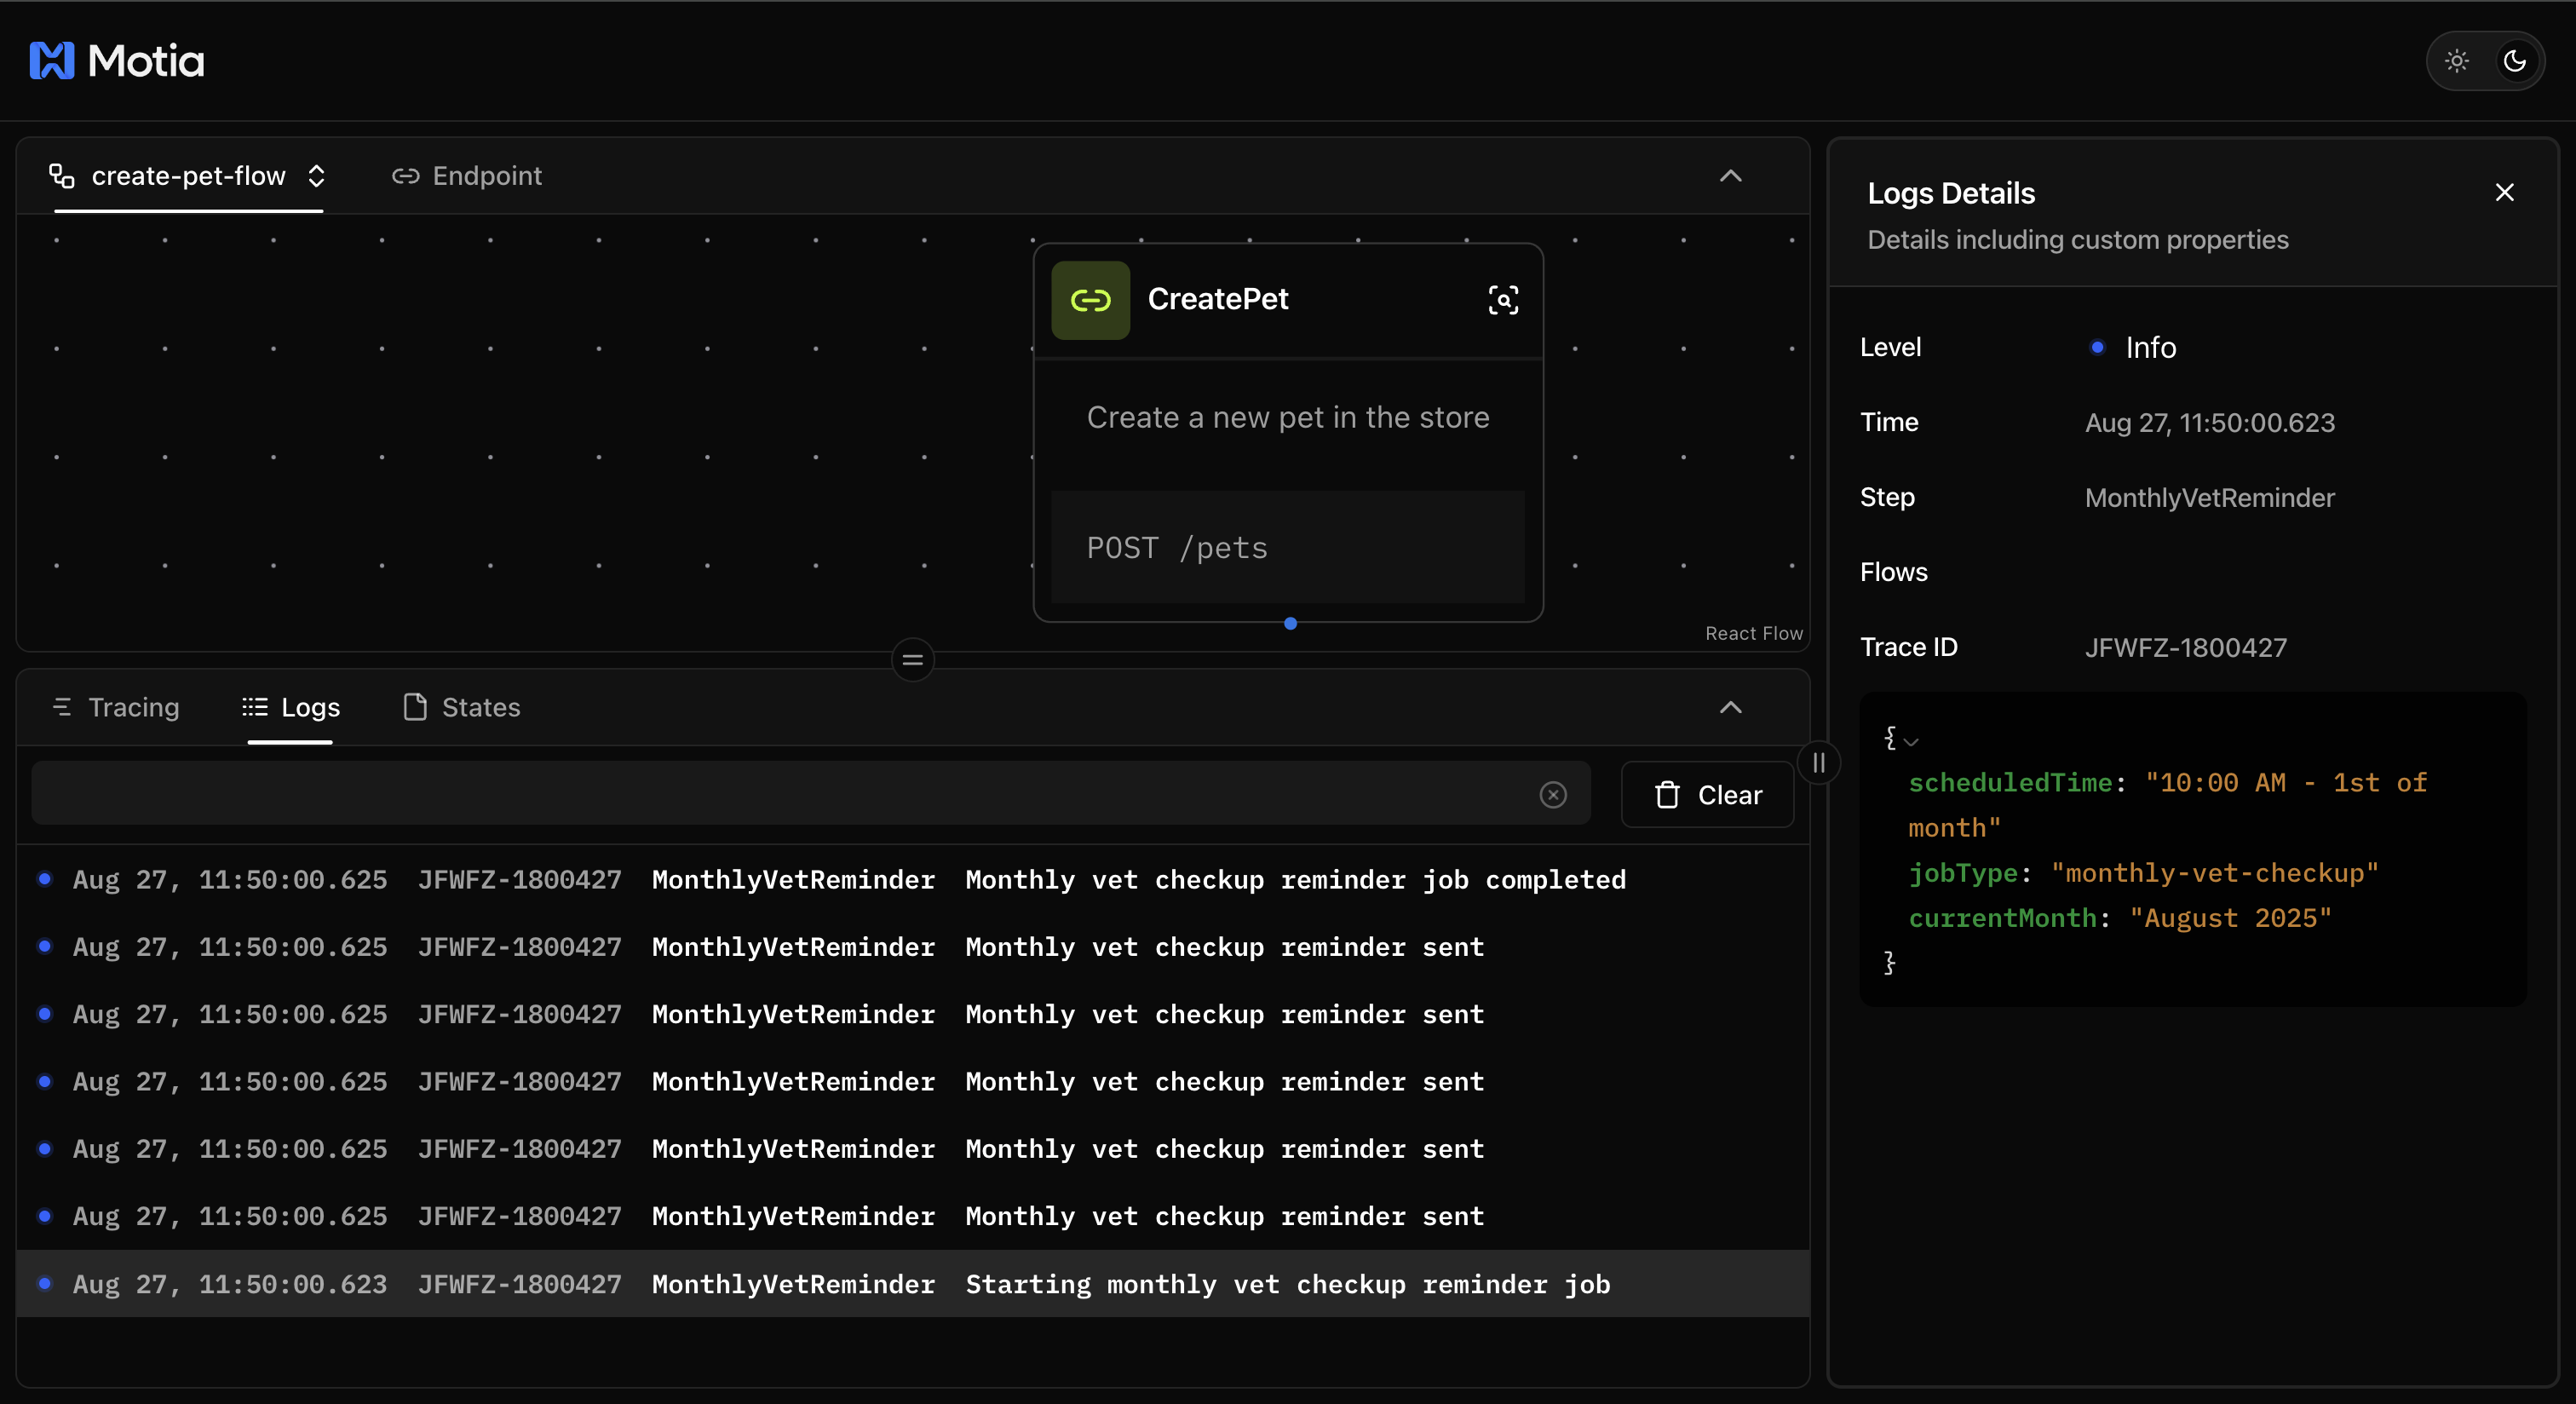 Motia
create-pet-flow
Endpoint
CreatePet
Create a new pet in the store
POST /pets
React Flow
Tracing
Logs
States
Clear
Aug 27, 11:50:00.625 JFWFZ-1800427 MonthlyVetReminder Monthly vet checkup reminder job completed
Aug 27, 11:50:00.625 JFWFZ-1800427 MonthlyVetReminder Monthly vet checkup reminder sent
Aug 27, 11:50:00.625 JFWFZ-1800427 MonthlyVetReminder Monthly vet checkup reminder sent
Aug 27, 11:50:00.625 JFWFZ-1800427 MonthlyVetReminder Monthly vet checkup reminder sent
Aug 27, 11:50:00.625 JFWFZ-1800427 MonthlyVetReminder Monthly vet checkup reminder sent
Aug 27, 11:50:00.625 JFWFZ-1800427 MonthlyVetReminder Monthly vet checkup reminder sent
Aug 27, 11:50:00.623 JFWFZ-1800427 MonthlyVetReminder Starting monthly vet checkup reminder job
Logs Details
Details including custom properties
Level Info
Time Aug 27, 11:50:00.623
Step MonthlyVetReminder
Flows
Trace ID JFWFZ-1800427
{
scheduledTime: "10:00 AM - 1st of
month"
jobType: "monthly-vet-checkup"
currentMonth: "August 2025"
}